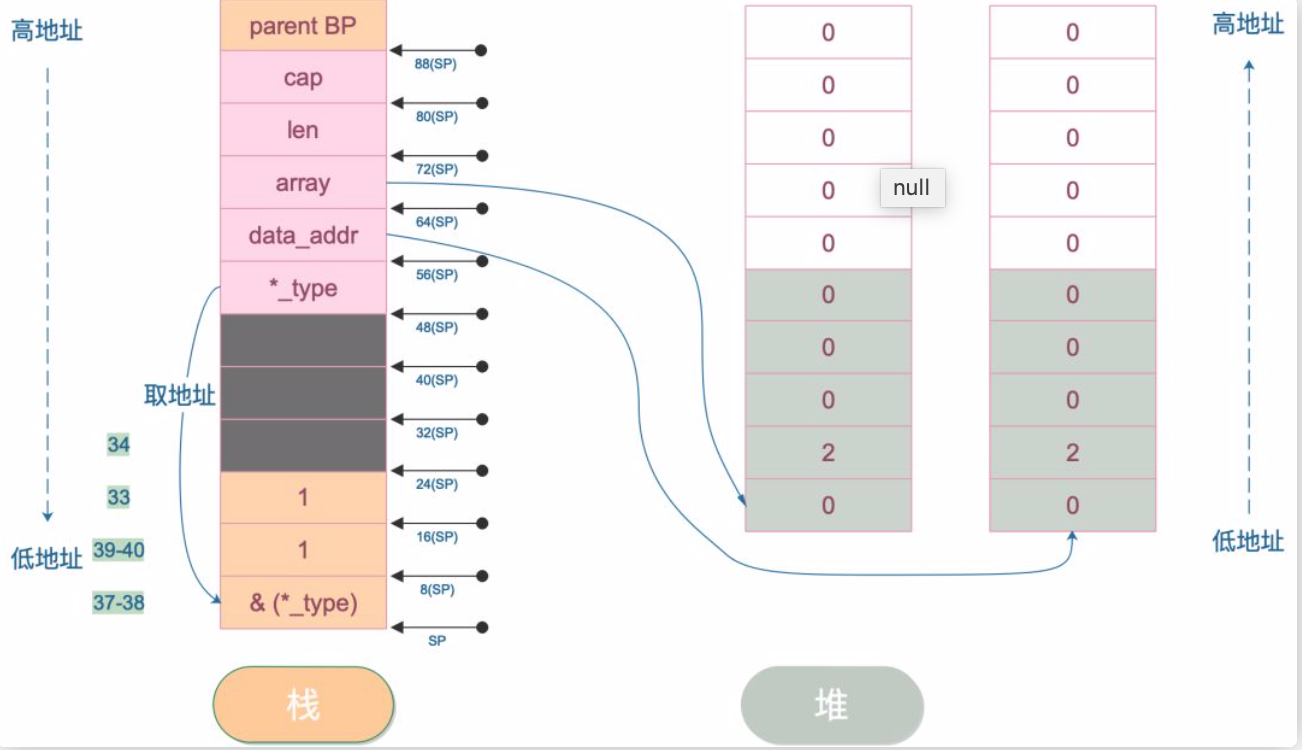 高地址
parent BP
88(SP)
cap
80(SP)
len
72(SP)
array
64(SP)
data_addr
56(SP)
*_type
48(SP)
40(SP)
取地址
32(SP)
34
24(SP)
33
1
16(SP)
低地址
39-40
1
8(SP)
37-38
& (*_type)
SP
栈
0
0
0
0
0
0
0
0
2
0
null
0
0
0
0
0
0
0
0
2
0
堆
高地址
低地址